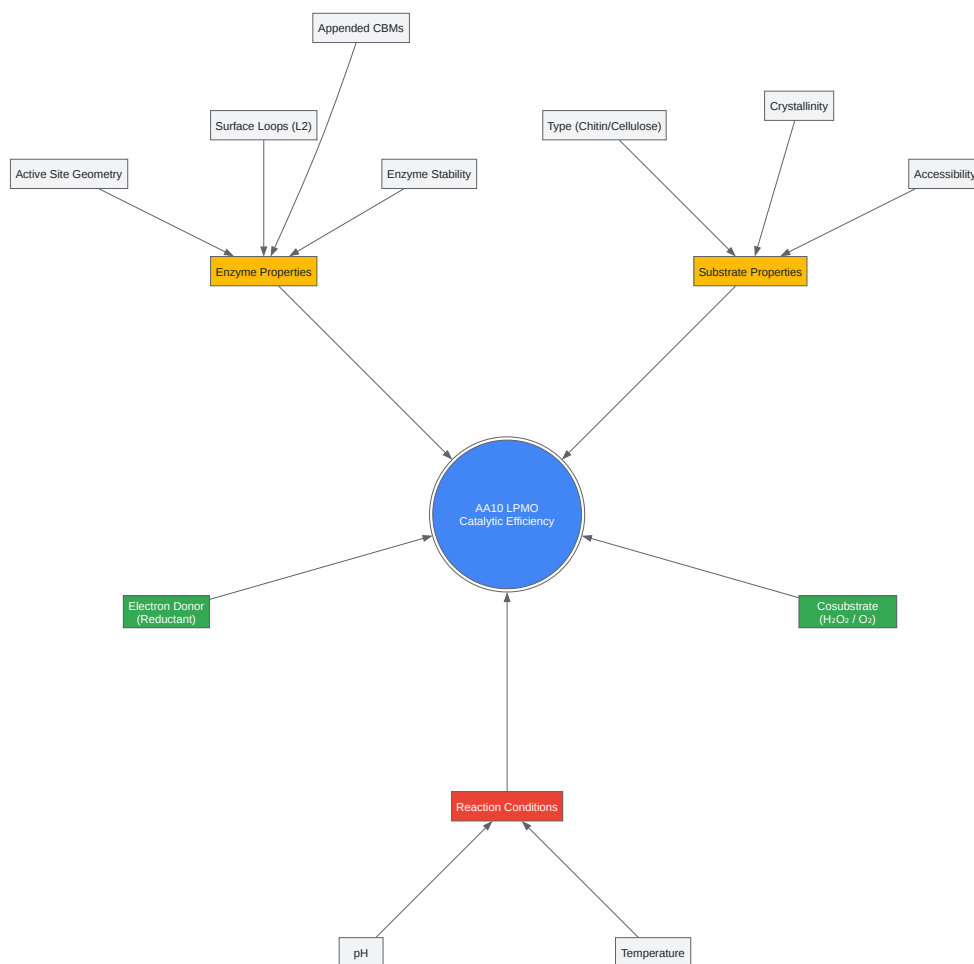 Appended CBMs
Crystallinity
Surface Loops (L2)
Type (Chitin/Cellulose)
Active Site Geometry
Enzyme Stability
Accessibility
Enzyme Properties
Substrate Properties
AA10 LPMO
Catalytic Efficiency
Electron Donor
(Reductant)
Cosubstrate
(H₂O₂ / O₂)
Reaction Conditions
pH
Temperature